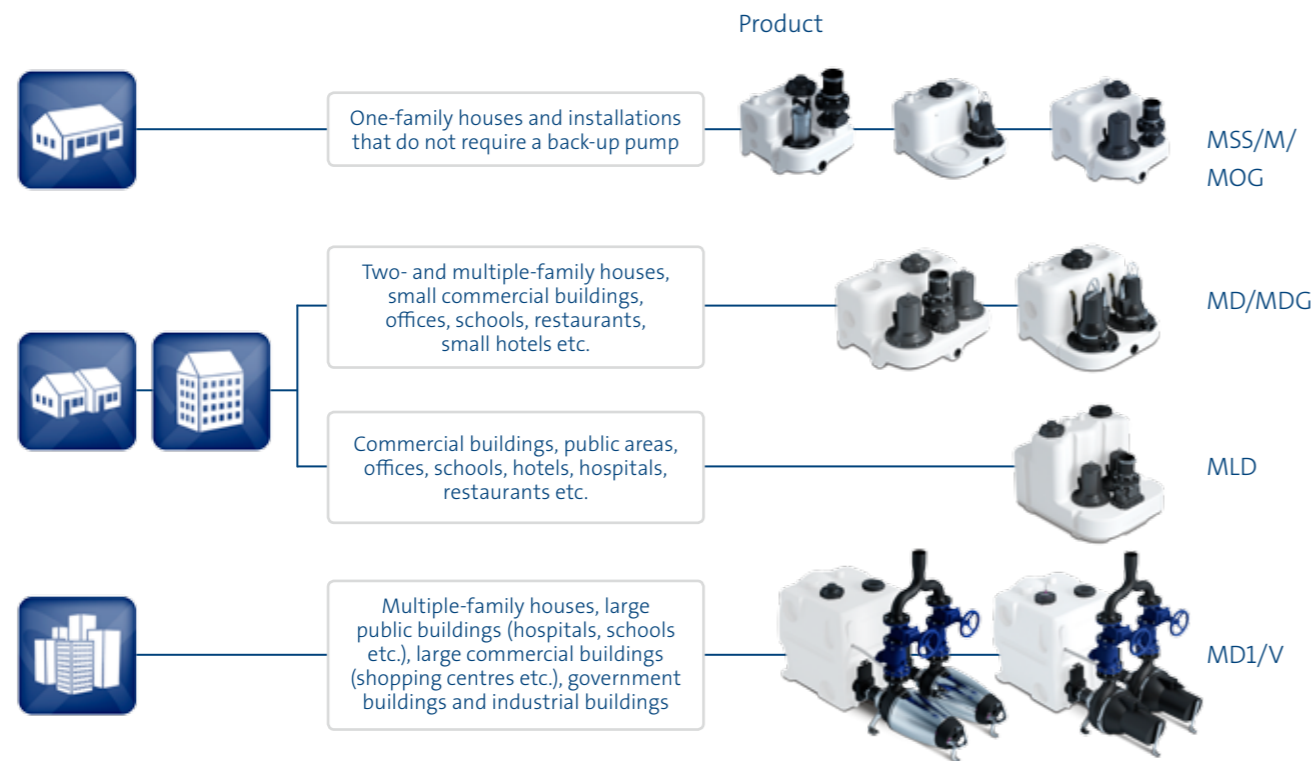 Product
One-family houses and installations
that do not require a back-up pump
MSS/M/
MOG
Two- and multiple-family houses,
small commercial buildings,
offices, schools, restaurants,
small hotels etc.
MD/MDG
Commercial buildings, public areas,
offices, schools, hotels, hospitals,
restaurants etc.
MLD
Multiple-family houses, large
public buildings (hospitals, schools
etc.), large commercial buildings
(shopping centres etc.), government
buildings and industrial buildings
MD1/V